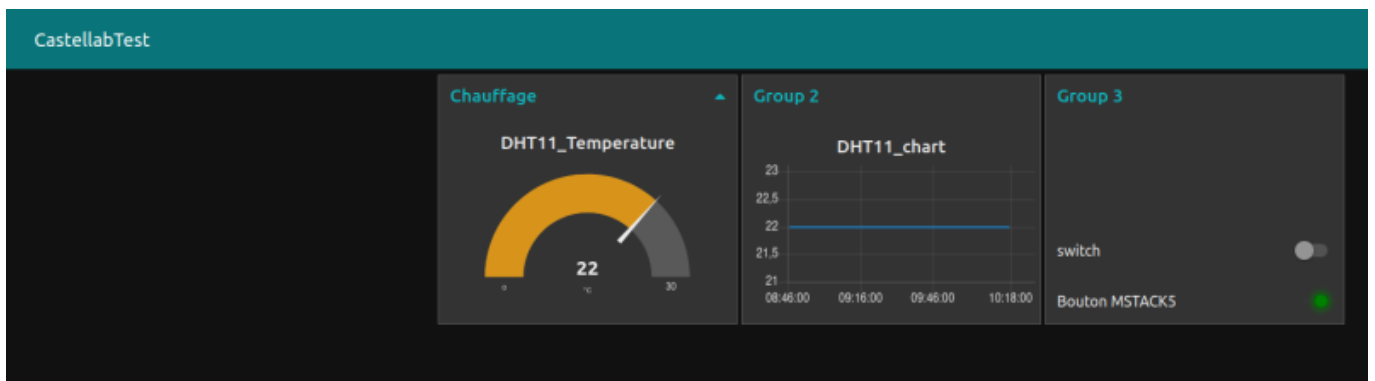 CastellabTest
Chauffage
DHT11_Temperature
22
0
°C
30
Group 2
DHT11_chart
23
22,5
22
21,5
21
08:46:00 09:16:00 09:46:00 10:18:00
Group 3
switch
Bouton MSTACK5